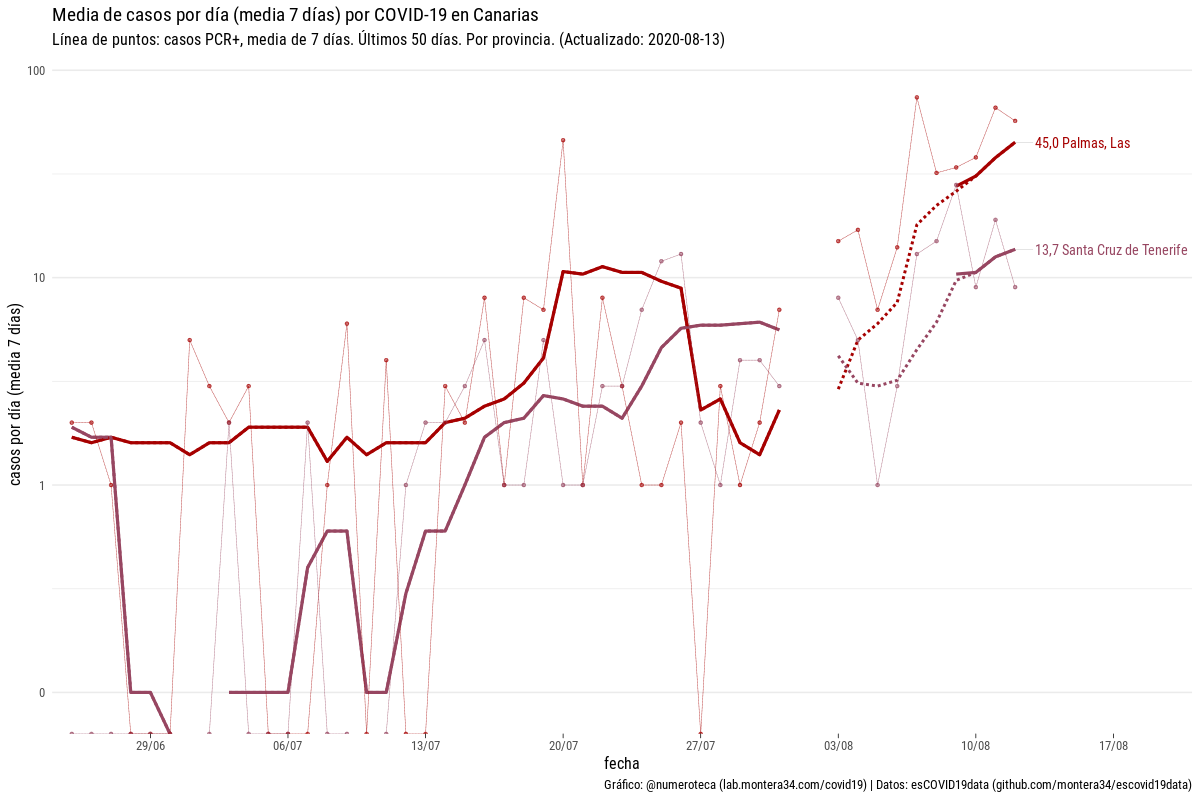 Media de casos por día (media 7 días) por COVID-19 en Canarias
Línea de puntos: casos PCR+, media de 7 días. Últimos 50 días. Por provincia. (Actualizado: 2020-08-13)
casos por día (media 7 días)
100
10
1
0
45,0 Palmas, Las
13,7 Santa Cruz de Tenerife
29/06
06/07
13/07
20/07
27/07
03/08
10/08
17/08
fecha
Gráfico: @numeroteca (lab.montera34.com/covid19) | Datos: esCOVID19data (github.com/montera34/escovid19data)